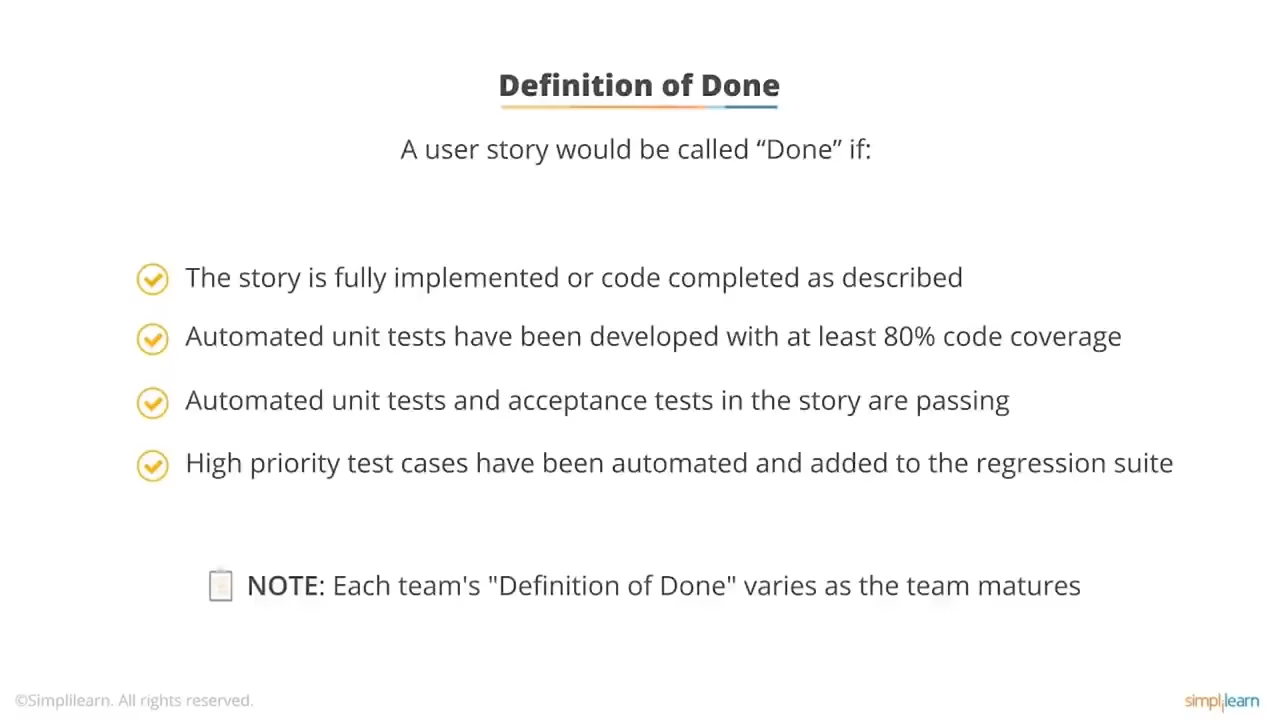 Definition of Done
A user story would be called “Done” if:
The story is fully implemented or code completed as described
Automated unit tests have been developed with at least 80% code coverage
Automated unit tests and acceptance tests in the story are passing
High priority test cases have been automated and added to the regression suite
NOTE: Each team's "Definition of Done" varies as the team matures
©Simplilearn. All rights reserved.
simplilearn